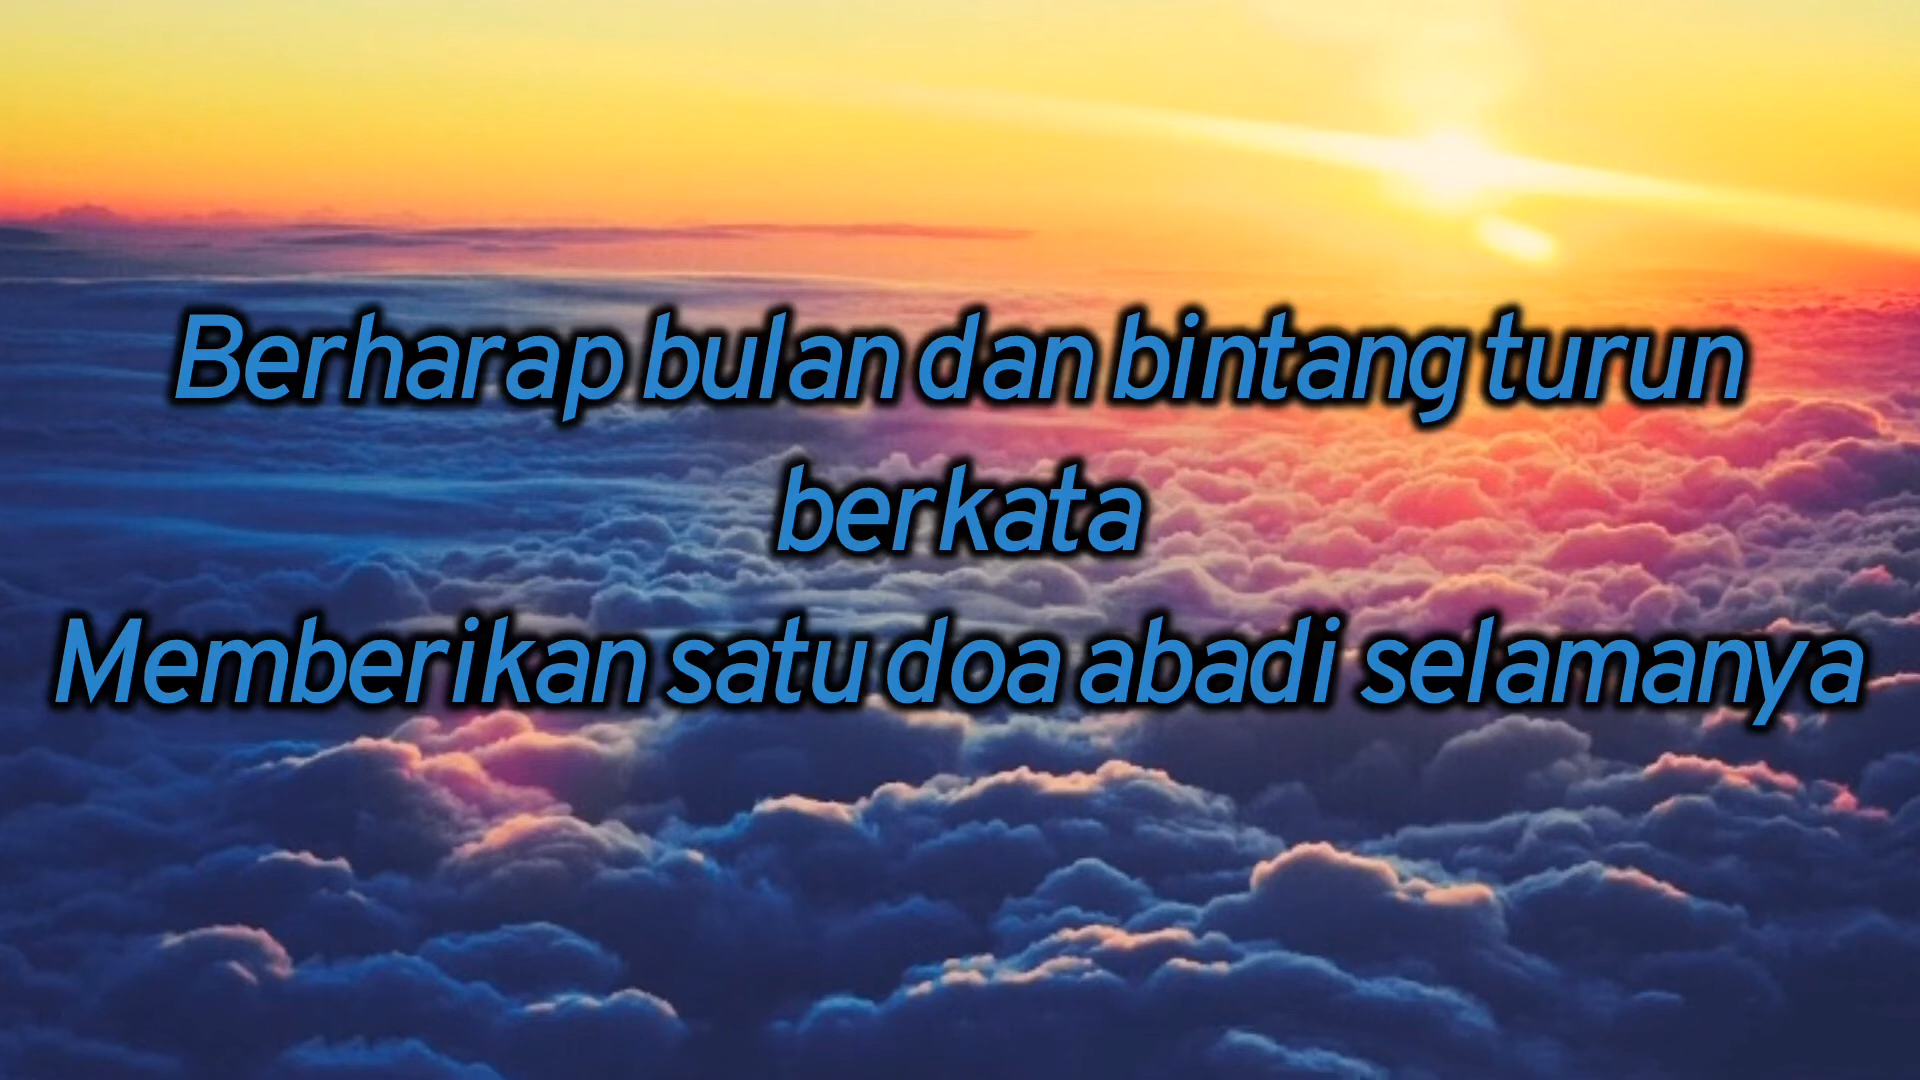 Berharap bulan dan bintang turun
berkata
Memberikan satu doa abadi selamanya